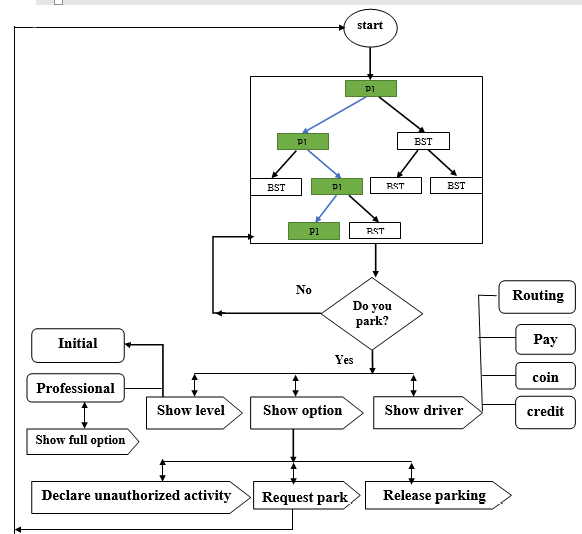 start
P1
P1
BST
BST
P1
BST
BST
P1
BST
No
Do you
park?
Yes
Routing
Pay
coin
credit
Initial
Professional
Show full option
Show level
Show option
Show driver
Declare unauthorized activity
Request park
Release parking